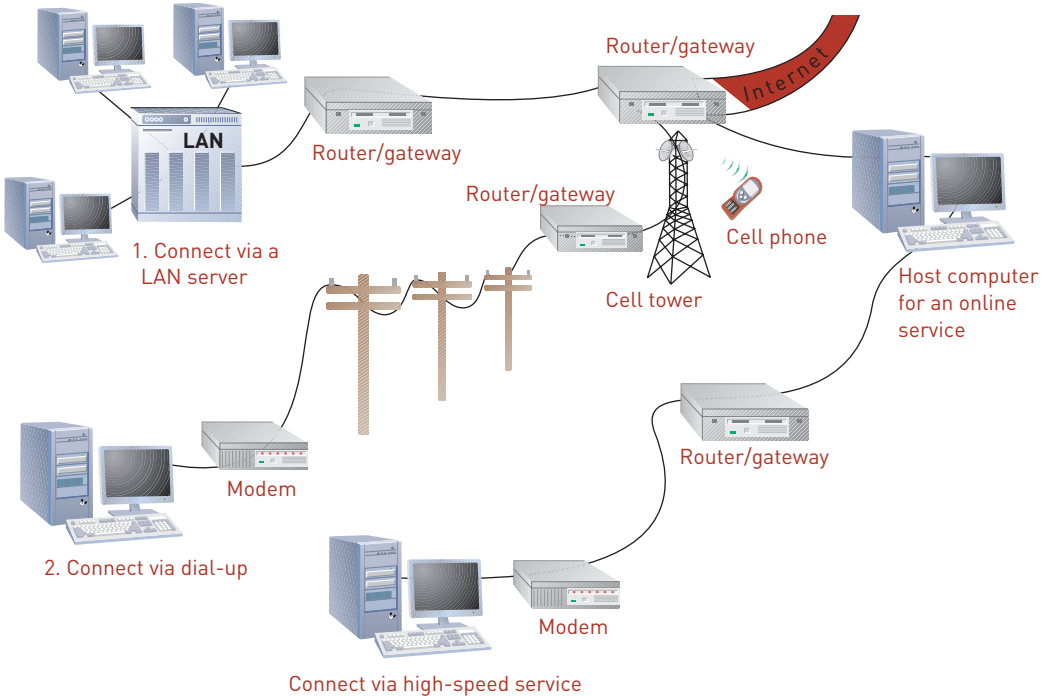 Router/gateway
Internet
LAN
Router/gateway
Router/gateway
Cell phone
1. Connect via a
LAN server
Cell tower
Host computer
for an online
service
Router/gateway
Modem
2. Connect via dial-up
Modem
Connect via high-speed service